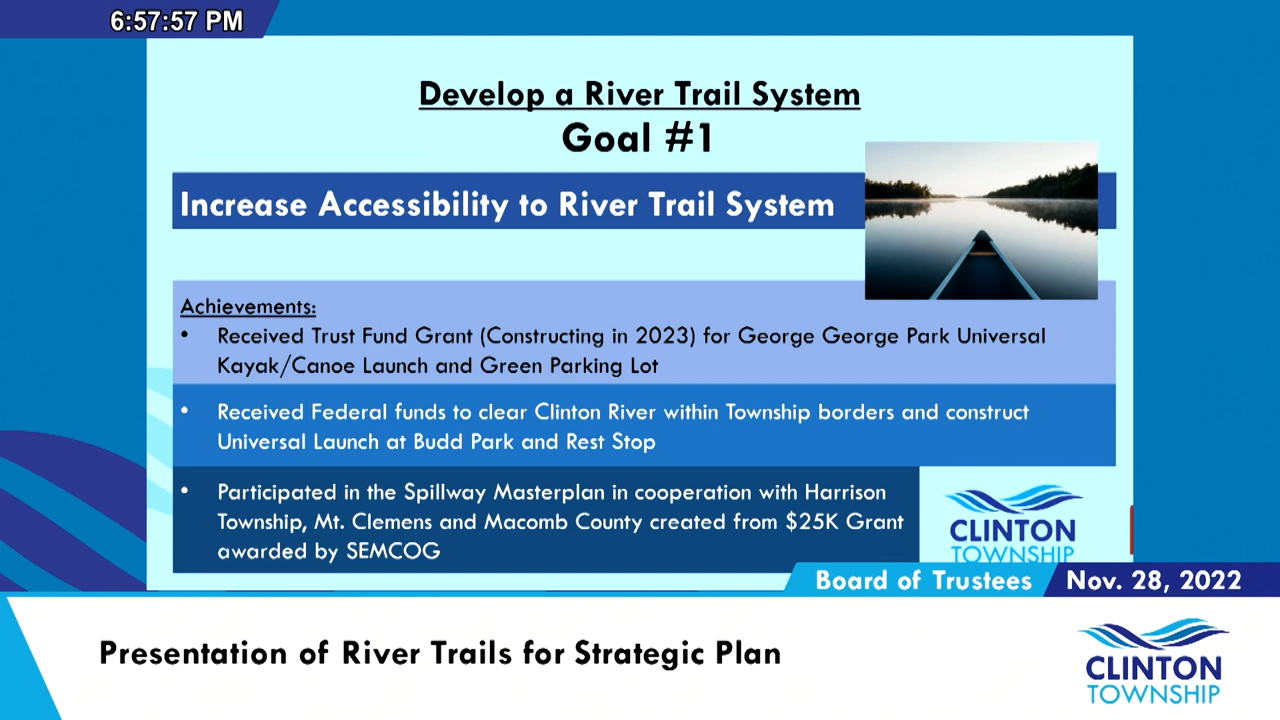 6:57:57 PM
Develop a River Trail System
Goal #1
Increase Accessibility to River Trail System
Achievements:
• Received Trust Fund Grant (Constructing in 2023) for George George Park Universal
Kayak/Canoe Launch and Green Parking Lot
• Received Federal funds to clear Clinton River within Township borders and construct
Universal Launch at Budd Park and Rest Stop
• Participated in the Spillway Masterplan in cooperation with Harrison
Township, Mt. Clemens and Macomb County created from $25K Grant
awarded by SEMCOG
CLINTON
TOWNSHIP
Board of Trustees
Nov. 28, 2022
Presentation of River Trails for Strategic Plan
CLINTON
TOWNSHIP